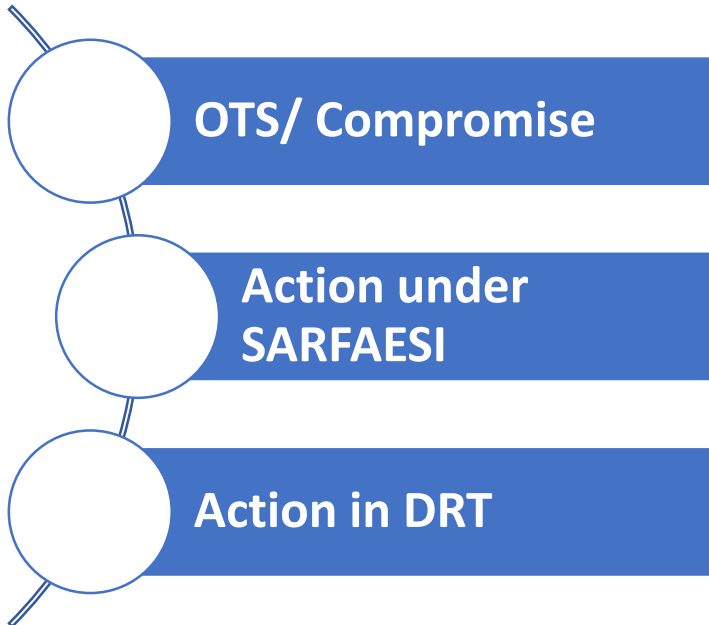 OTS/ Compromise
Action under
SARFAESI
Action in DRT